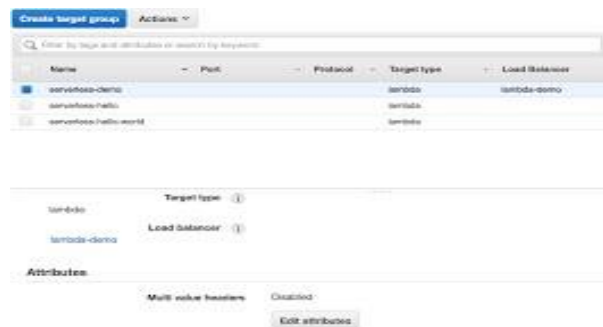 Create target group Actions
Filter by tags and attributes or search by keyword
Name Port Protocol Target type Load Balancer
serverless-demo lambda lambda-demo
serverless-hello lambda
serverless-hello-world lambda
Target type
lambda
Load balancer
lambda-demo
Attributes
Multi value headers Disabled
Edit attributes